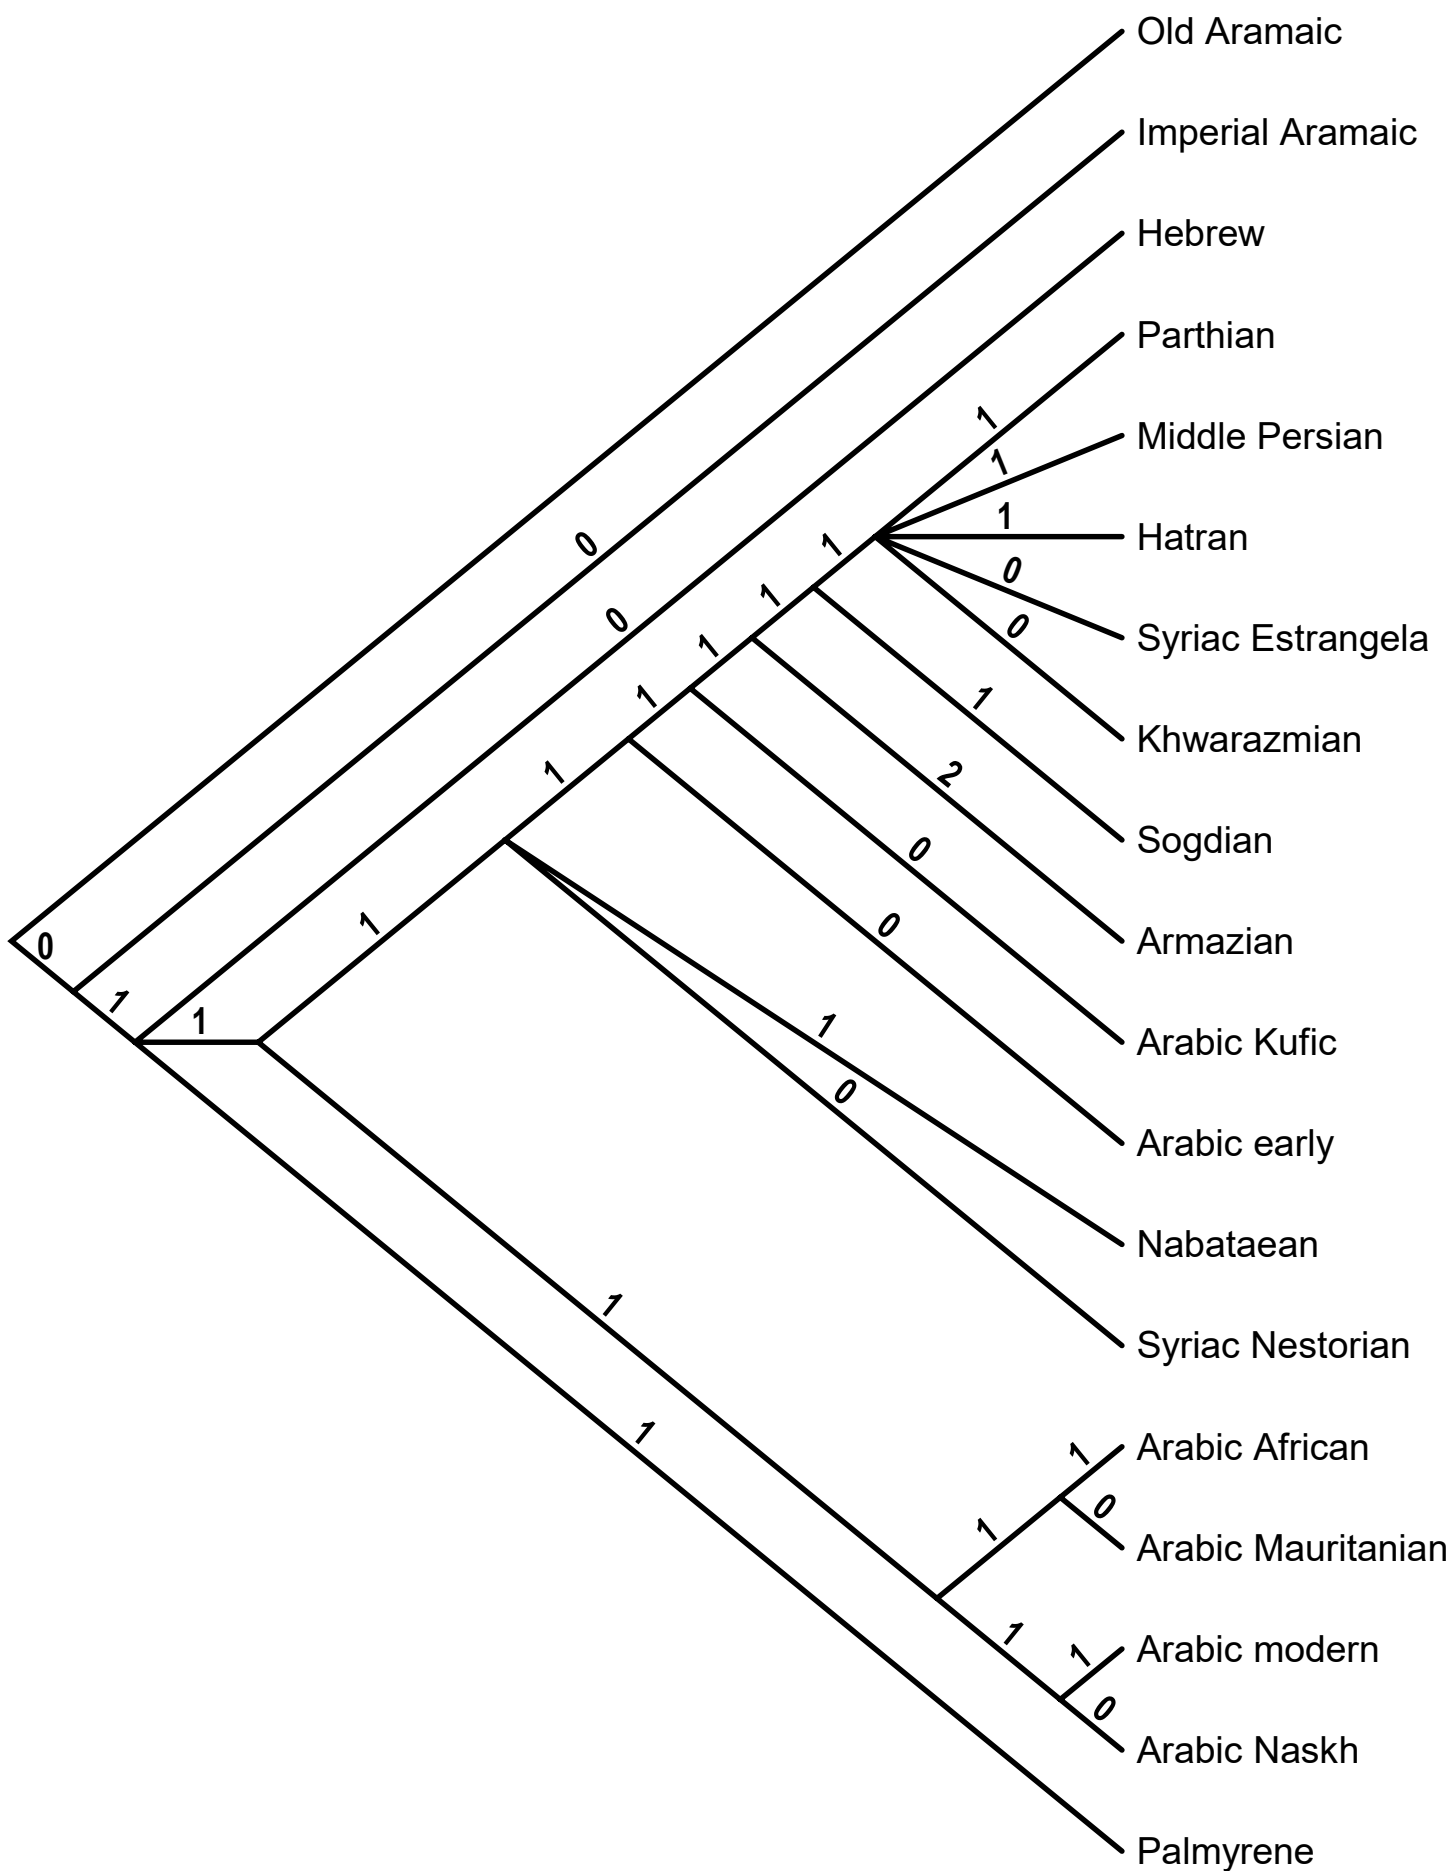 Old Aramaic
Imperial Aramaic
Hebrew
Parthian
1
Middle Persian
1
1
Hatran
0
1
0
Syriac Estrangela
1
0
0
1
1
Khwarazmian
1
2
Sogdian
1
0
1
0
Armazian
0
1
1
1
Arabic Kufic
0
Arabic early
Nabataean
1
Syriac Nestorian
1
1
Arabic African
0
1
Arabic Mauritanian
1
1
Arabic modern
0
Arabic Naskh
Palmyrene